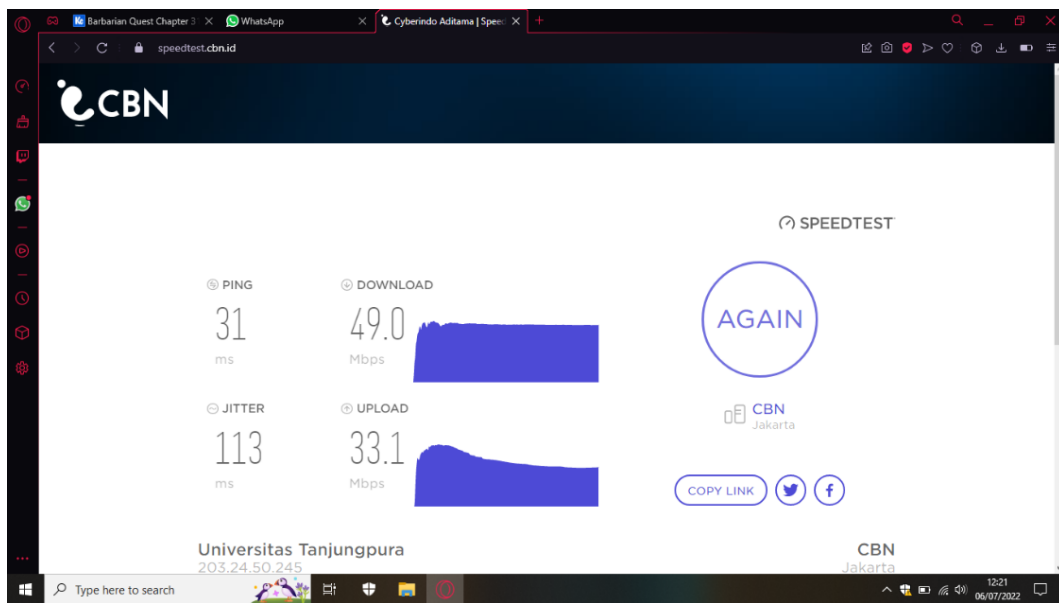 Barbarian Quest Chapter 3
WhatsApp
Cyberindo Aditama | Speed
speedtest.cbn.id
CBN
SPEEDTEST
PING
31
ms
DOWNLOAD
49.0
Mbps
AGAIN
JITTER
113
ms
UPLOAD
33.1
Mbps
CBN
Jakarta
COPY LINK
Universitas Tanjungpura
203.24.50.245
CBN
Jakarta
Type here to search
12:21
06/07/2022